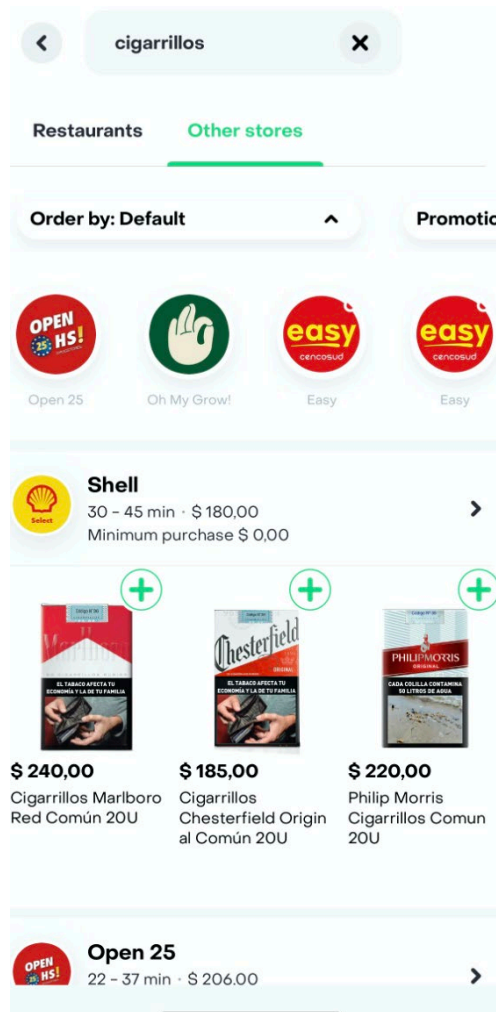 cigarrillos
Restaurants Other stores
Order by: Default Promotio
OPEN
25 HS!
easy
cencosud
easy
cencosud
Open 25 Oh My Grow! Easy Easy
Shell
30 - 45 min · $ 180,00
Minimum purchase $ 0,00
Select
Marlboro
EL TABACO AFECTA TU
ECONOMÍA Y LA DE TU FAMILIA
Chesterfield
ORIGINAL
EL TABACO AFECTA TU
ECONOMÍA Y LA DE TU FAMILIA
PHILIP MORRIS
ORIGINAL
CADA COLILLA CONTAMINA
50 LITROS DE AGUA
$ 240,00
Cigarrillos Marlboro
Red Común 20U
$ 185,00
Cigarrillos
Chesterfield Origin
al Común 20U
$ 220,00
Philip Morris
Cigarrillos Comun
20U
OPEN
HS!
Open 25
22 - 37 min · $ 206.00